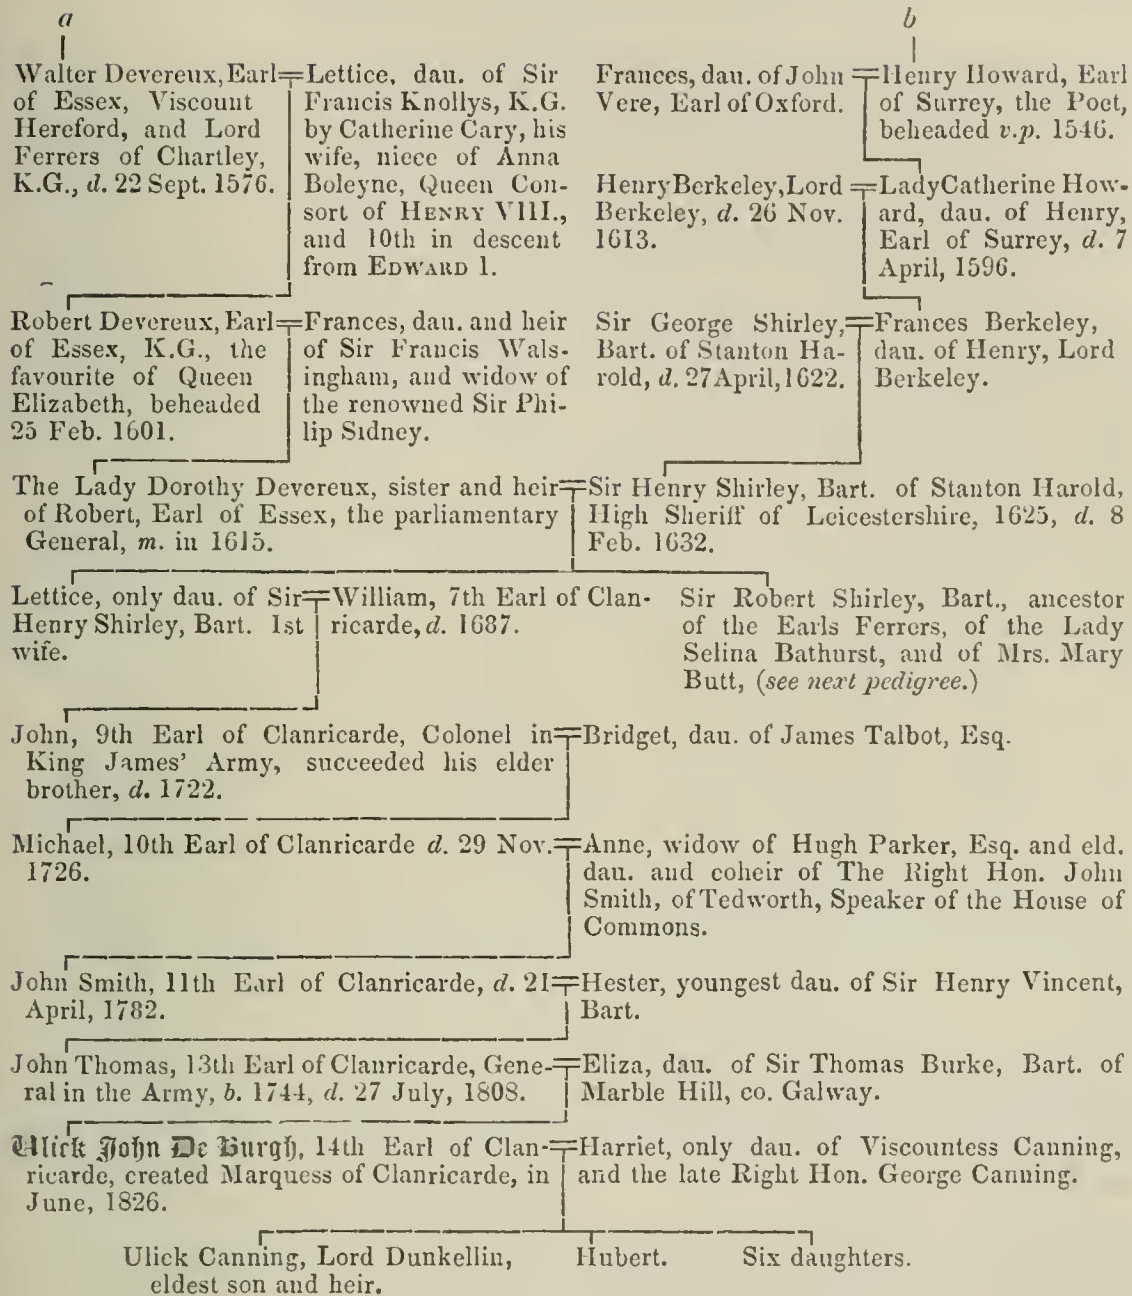 a
b
Walter Devereux, Earl
of Essex, Viscount
Hereford, and Lord
Ferrers of Chartley,
K.G., d. 22 Sept. 1576.
Lettice, dau. of Sir
Francis Knollys, K.G.
by Catherine Cary, his
wife, niece of Anna
Boleyne, Queen Con-
sort of HENRY VIII.,
and 10th in descent
from EDWARD I.
Frances, dau. of John
Vere, Earl of Oxford.
Henry Howard, Earl
of Surrey, the Poet,
beheaded v.p. 1546.
Henry Berkeley, Lord
Berkeley, d. 26 Nov.
1613.
Lady Catherine How-
ard, dau. of Henry,
Earl of Surrey, d. 7
April, 1596.
Robert Devereux, Earl
of Essex, K.G., the
favourite of Queen
Elizabeth, beheaded
25 Feb. 1601.
Frances, dau. and heir
of Sir Francis Wals-
ingham, and widow of
the renowned Sir Phi-
lip Sidney.
Sir George Shirley,
Bart. of Stanton Ha-
rold, d. 27 April, 1622.
Frances Berkeley,
dau. of Henry, Lord
Berkeley.
The Lady Dorothy Devereux, sister and heir
of Robert, Earl of Essex, the parliamentary
General, m. in 1615.
Sir Henry Shirley, Bart. of Stanton Harold,
High Sheriff of Leicestershire, 1625, d. 8
Feb. 1632.
Lettice, only dau. of Sir
Henry Shirley, Bart. 1st
wife.
William, 7th Earl of Clan-
ricarde, d. 1687.
Sir Robert Shirley, Bart., ancestor
of the Earls Ferrers, of the Lady
Selina Bathurst, and of Mrs. Mary
Butt, (see next pedigree.)
John, 9th Earl of Clanricarde, Colonel in
King James' Army, succeeded his elder
brother, d. 1722.
Bridget, dau. of James Talbot, Esq.
Michael, 10th Earl of Clanricarde d. 29 Nov.
1726.
Anne, widow of Hugh Parker, Esq. and eld.
dau. and coheir of The Right Hon. John
Smith, of Tedworth, Speaker of the House of
Commons.
John Smith, 11th Earl of Clanricarde, d. 21
April, 1782.
Hester, youngest dau. of Sir Henry Vincent,
Bart.
John Thomas, 13th Earl of Clanricarde, Gene-
ral in the Army, b. 1744, d. 27 July, 1808.
Eliza, dau. of Sir Thomas Burke, Bart. of
Marble Hill, co. Galway.
Ulick John De Burgh, 14th Earl of Clan-
ricarde, created Marquess of Clanricarde, in
June, 1826.
Harriet, only dau. of Viscountess Canning,
and the late Right Hon. George Canning.
Ulick Canning, Lord Dunkellin,
eldest son and heir.
Hubert.
Six daughters.